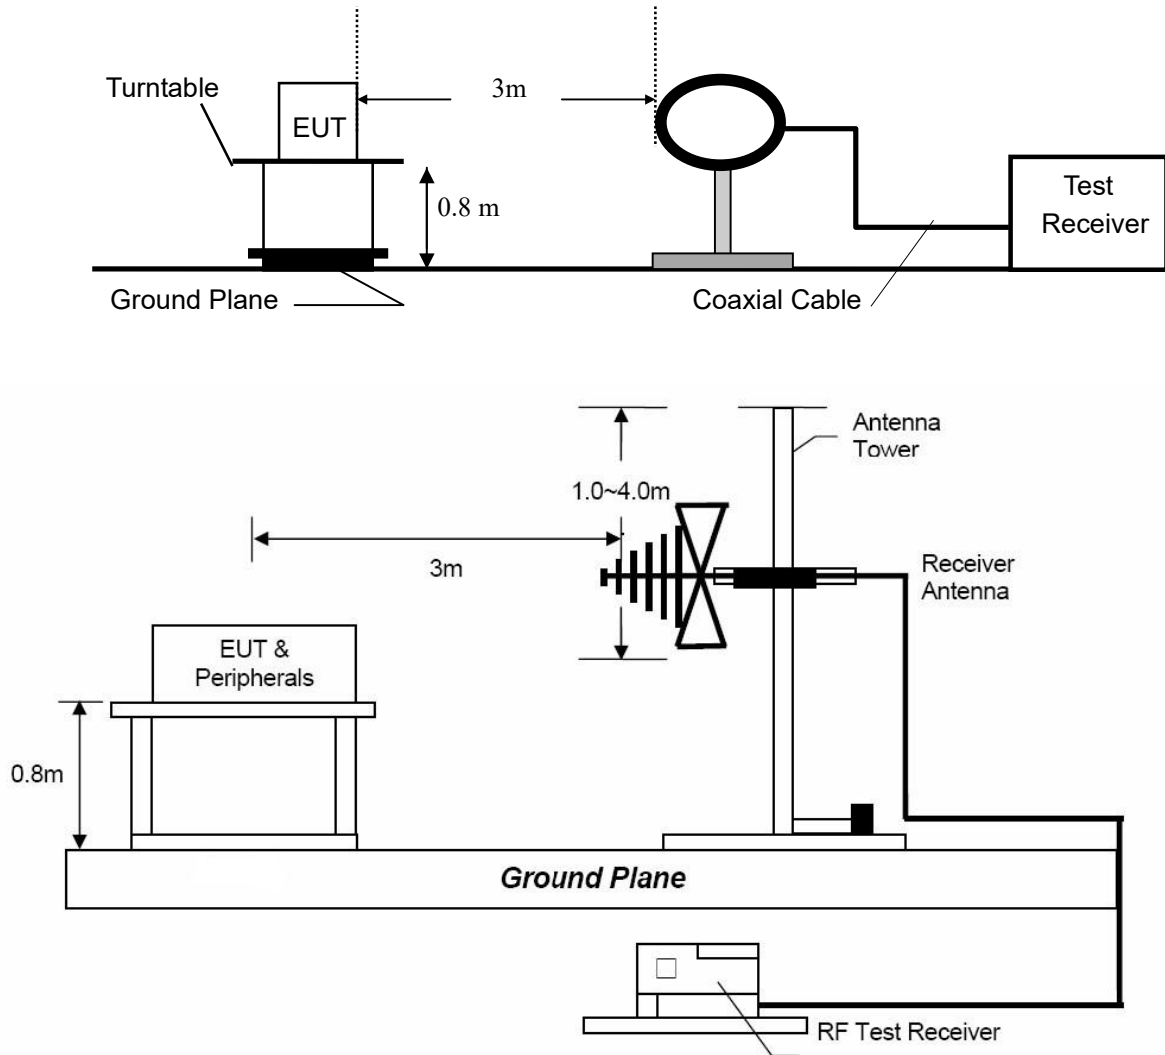 Turntable
3m
EUT
0.8 m
Test
Receiver
Ground Plane
Coaxial Cable
Antenna
Tower
1.0~4.0m
3m
Receiver
Antenna
EUT &
Peripherals
0.8m
Ground Plane
RF Test Receiver